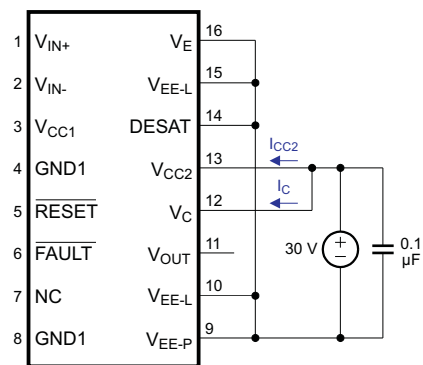 1 V_IN+ V_E 16
2 V_IN- V_EE-L 15
3 V_CC1 DESAT 14
4 GND1 V_CC2 13 I_CC2
5 RESET V_C 12 I_C
6 FAULT V_OUT 11
7 NC V_EE-L 10
8 GND1 V_EE-P 9
30 V + −
0.1
µF